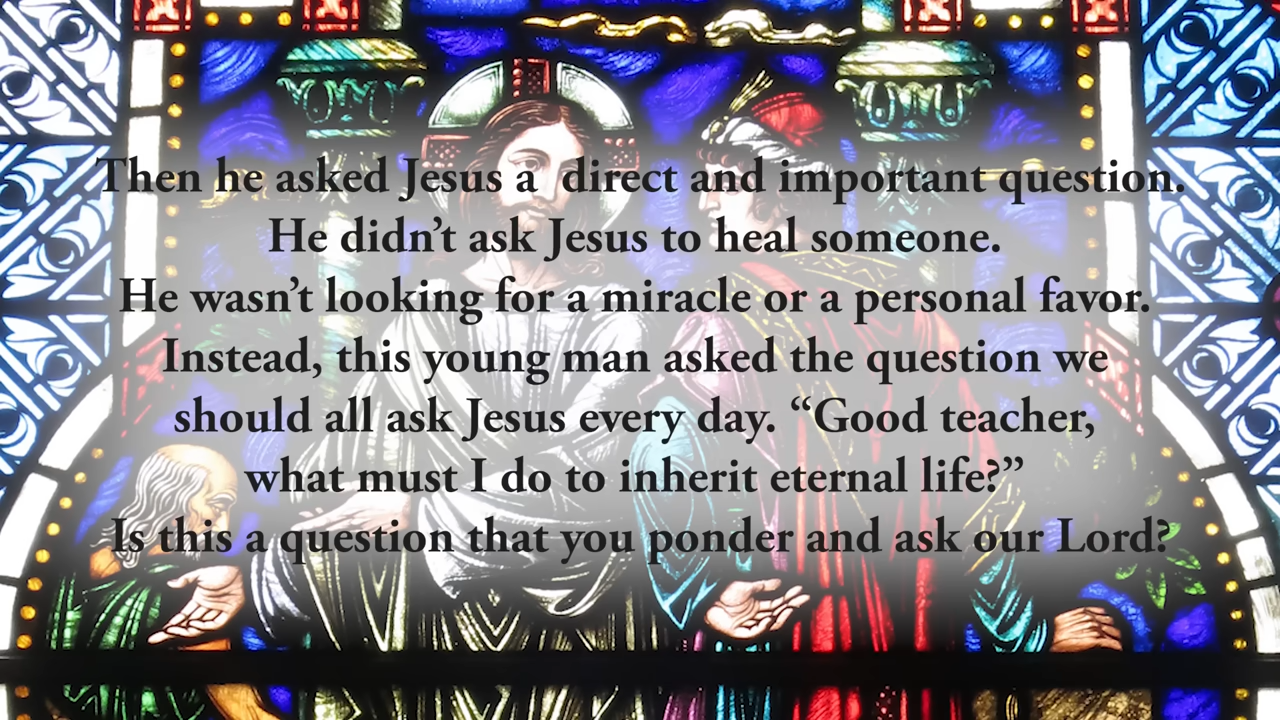 Then he asked Jesus a  direct and important question.
He didn’t ask Jesus to heal someone.
He wasn’t looking for a miracle or a personal favor.
Instead, this young man asked the question we
should all ask Jesus every day. “Good teacher,
what must I do to inherit eternal life?”
Is this a question that you ponder and ask our Lord?